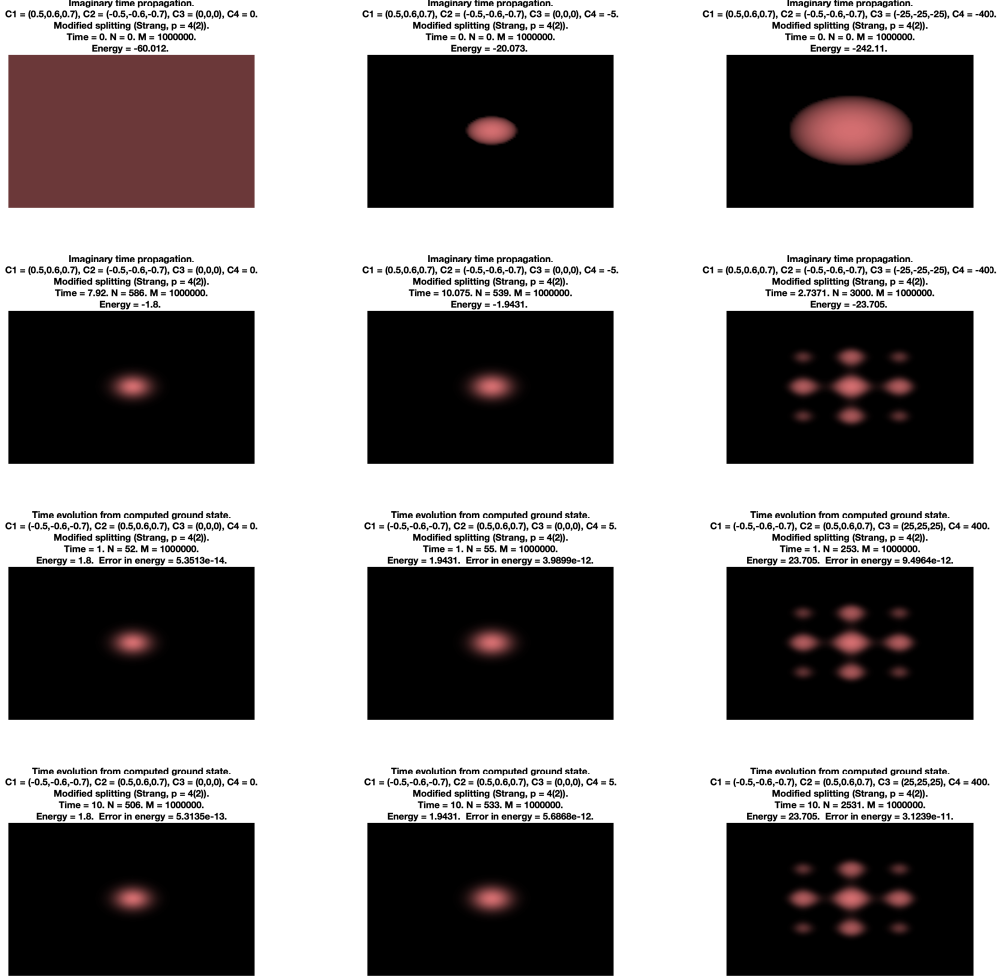 Imaginary time propagation.
C1 = (0.5,0.6,0.7), C2 = (-0.5,-0.6,-0.7), C3 = (0,0,0), C4 = 0.
Modified splitting (Strang, p = 4(2)).
Time = 0. N = 0. M = 1000000.
Energy = -60.012.
Imaginary time propagation.
C1 = (0.5,0.6,0.7), C2 = (-0.5,-0.6,-0.7), C3 = (0,0,0), C4 = -5.
Modified splitting (Strang, p = 4(2)).
Time = 0. N = 0. M = 1000000.
Energy = -20.073.
Imaginary time propagation.
C1 = (0.5,0.6,0.7), C2 = (-0.5,-0.6,-0.7), C3 = (-25,-25,-25), C4 = -400.
Modified splitting (Strang, p = 4(2)).
Time = 0. N = 0. M = 1000000.
Energy = -242.11.
Imaginary time propagation.
C1 = (0.5,0.6,0.7), C2 = (-0.5,-0.6,-0.7), C3 = (0,0,0), C4 = 0.
Modified splitting (Strang, p = 4(2)).
Time = 7.92. N = 586. M = 1000000.
Energy = -1.8.
Imaginary time propagation.
C1 = (0.5,0.6,0.7), C2 = (-0.5,-0.6,-0.7), C3 = (0,0,0), C4 = -5.
Modified splitting (Strang, p = 4(2)).
Time = 10.075. N = 539. M = 1000000.
Energy = -1.9431.
Imaginary time propagation.
C1 = (0.5,0.6,0.7), C2 = (-0.5,-0.6,-0.7), C3 = (-25,-25,-25), C4 = -400.
Modified splitting (Strang, p = 4(2)).
Time = 2.7371. N = 3000. M = 1000000.
Energy = -23.705.
Time evolution from computed ground state.
C1 = (-0.5,-0.6,-0.7), C2 = (0.5,0.6,0.7), C3 = (0,0,0), C4 = 0.
Modified splitting (Strang, p = 4(2)).
Time = 1. N = 52. M = 1000000.
Energy = 1.8. Error in energy = 5.3513e-14.
Time evolution from computed ground state.
C1 = (-0.5,-0.6,-0.7), C2 = (0.5,0.6,0.7), C3 = (0,0,0), C4 = 5.
Modified splitting (Strang, p = 4(2)).
Time = 1. N = 55. M = 1000000.
Energy = 1.9431. Error in energy = 3.9899e-12.
Time evolution from computed ground state.
C1 = (-0.5,-0.6,-0.7), C2 = (0.5,0.6,0.7), C3 = (25,25,25), C4 = 400.
Modified splitting (Strang, p = 4(2)).
Time = 1. N = 253. M = 1000000.
Energy = 23.705. Error in energy = 9.4964e-12.
Time evolution from computed ground state.
C1 = (-0.5,-0.6,-0.7), C2 = (0.5,0.6,0.7), C3 = (0,0,0), C4 = 0.
Modified splitting (Strang, p = 4(2)).
Time = 10. N = 506. M = 1000000.
Energy = 1.8. Error in energy = 5.3135e-13.
Time evolution from computed ground state.
C1 = (-0.5,-0.6,-0.7), C2 = (0.5,0.6,0.7), C3 = (0,0,0), C4 = 5.
Modified splitting (Strang, p = 4(2)).
Time = 10. N = 533. M = 1000000.
Energy = 1.9431. Error in energy = 5.6868e-12.
Time evolution from computed ground state.
C1 = (-0.5,-0.6,-0.7), C2 = (0.5,0.6,0.7), C3 = (25,25,25), C4 = 400.
Modified splitting (Strang, p = 4(2)).
Time = 10. N = 2531. M = 1000000.
Energy = 23.705. Error in energy = 3.1239e-11.